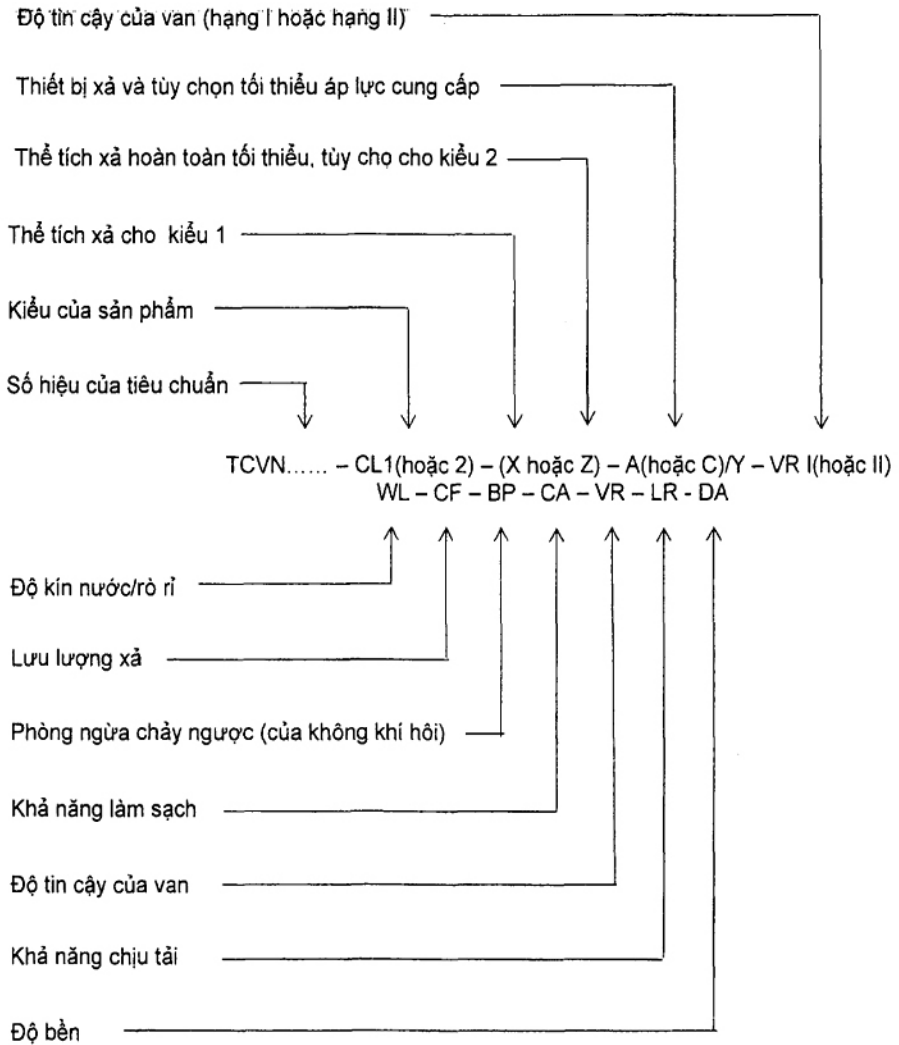 Độ tin cậy của van (hạng I hoặc hạng II)
Thiết bị xả và tùy chọn tối thiểu áp lực cung cấp
Thể tích xả hoàn toàn tối thiểu, tùy chọ cho kiểu 2
Thể tích xả cho kiểu 1
Kiểu của sản phẩm
Số hiệu của tiêu chuẩn
TCVN...... – CL1(hoặc 2) – (X hoặc Z) – A(hoặc C)/Y – VR I(hoặc II)
WL – CF – BP – CA – VR – LR - DA
Độ kín nước/rò rỉ
Lưu lượng xả
Phòng ngừa chảy ngược (của không khí hôi)
Khả năng làm sạch
Độ tin cậy của van
Khả năng chịu tải
Độ bền